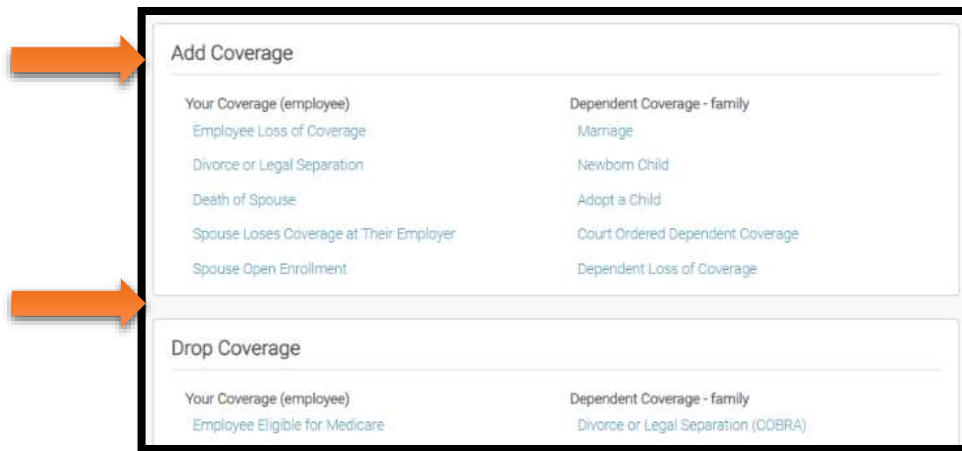 Add Coverage
Your Coverage (employee)
Dependent Coverage - family
Employee Loss of Coverage
Marriage
Divorce or Legal Separation
Newborn Child
Death of Spouse
Adopt a Child
Spouse Loses Coverage at Their Employer
Court Ordered Dependent Coverage
Spouse Open Enrollment
Dependent Loss of Coverage
Drop Coverage
Your Coverage (employee)
Dependent Coverage - family
Employee Eligible for Medicare
Divorce or Legal Separation (COBRA)